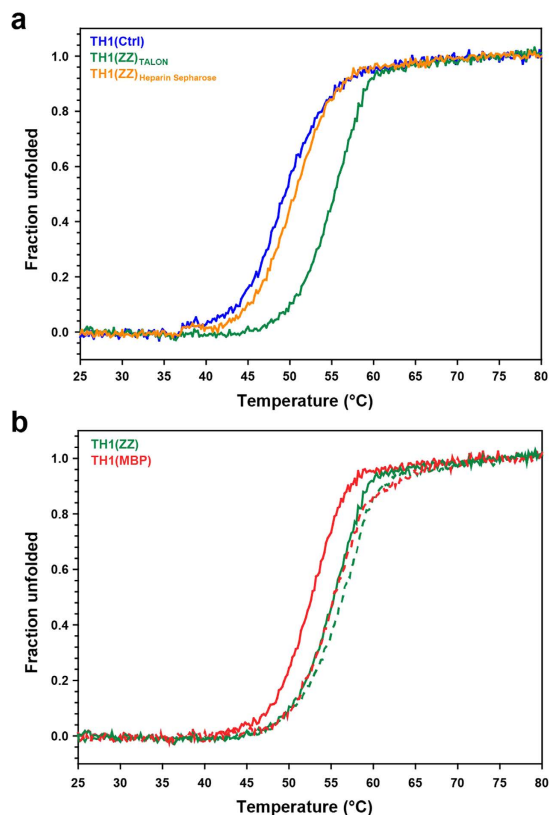 a
TH1(Ctrl)
TH1(ZZ)TALON
TH1(ZZ)Heparin Sepharose
Fraction unfolded
1.0
0.8
0.6
0.4
0.2
0.0
25 30 35 40 45 50 55 60 65 70 75 80
Temperature (°C)
b
TH1(ZZ)
TH1(MBP)
Fraction unfolded
1.0
0.8
0.6
0.4
0.2
0.0
25 30 35 40 45 50 55 60 65 70 75 80
Temperature (°C)